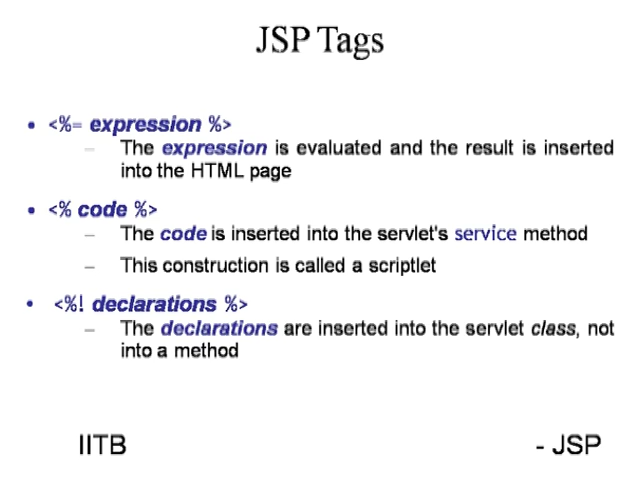 JSP Tags
• <%= expression %>
– The expression is evaluated and the result is inserted
into the HTML page
• <% code %>
– The code is inserted into the servlet's service method
– This construction is called a scriptlet
• <%! declarations %>
– The declarations are inserted into the servlet class, not
into a method
IITB - JSP